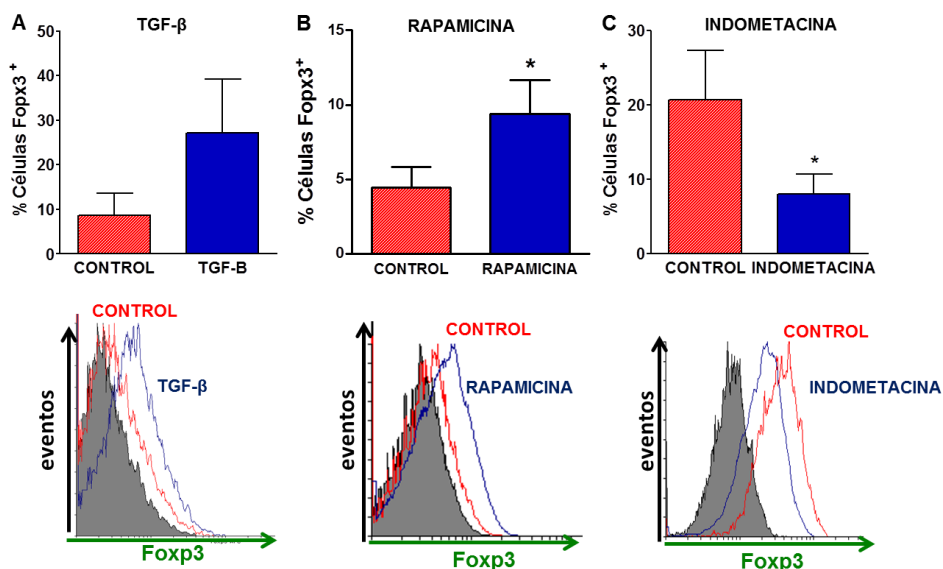 A
TGF-β
% Células Fopx3+
50
40
30
20
10
0
CONTROL
TGF-B
B
RAPAMICINA
% Células Fopx3+
15
10
5
0
*
CONTROL
RAPAMICINA
C
INDOMETACINA
% Células Fopx3+
30
20
10
0
*
CONTROL
INDOMETACINA
CONTROL
TGF-β
eventos
Foxp3
CONTROL
RAPAMICINA
eventos
Foxp3
CONTROL
INDOMETACINA
eventos
Foxp3